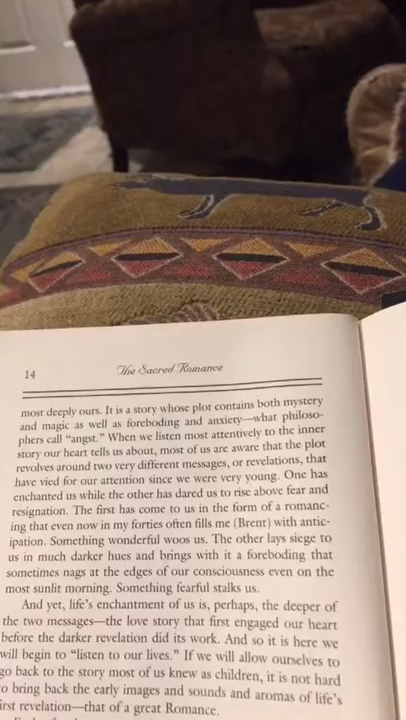 14
The Sacred Romance
most deeply ours. It is a story whose plot contains both mystery
and magic as well as foreboding and anxiety—what philoso-
phers call "angst." When we listen most attentively to the inner
story our heart tells us about, most of us are aware that the plot
revolves around two very different messages, or revelations, that
have vied for our attention since we were very young. One has
enchanted us while the other has dared us to rise above fear and
resignation. The first has come to us in the form of a romanc-
ing that even now in my forties often fills me (Brent) with antic-
ipation. Something wonderful woos us. The other lays siege to
us in much darker hues and brings with it a foreboding that
sometimes nags at the edges of our consciousness even on the
most sunlit morning. Something fearful stalks us.
And yet, life's enchantment of us is, perhaps, the deeper of
the two messages—the love story that first engaged our heart
before the darker revelation did its work. And so it is here we
will begin to "listen to our lives." If we will allow ourselves to
go back to the story most of us knew as children, it is not hard
to bring back the early images and sounds and aromas of life's
first revelation—that of a great Romance.